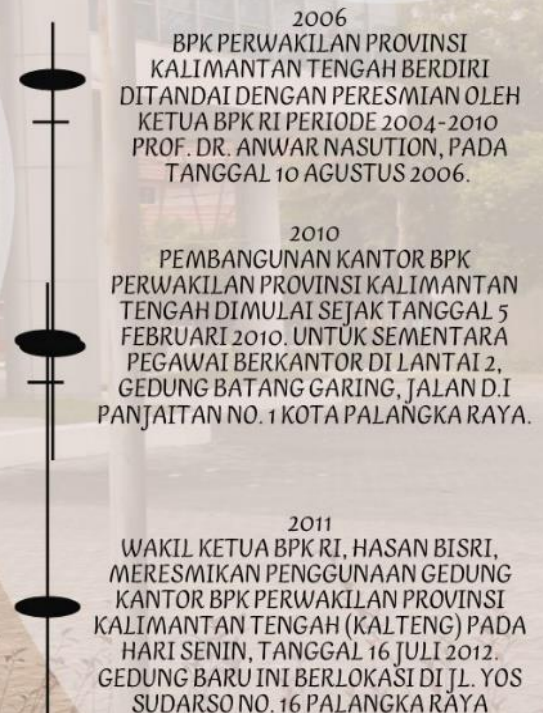 2006
BPK PERWAKILAN PROVINSI
KALIMANTAN TENGAH BERDIRI
DITANDAI DENGAN PERESMIAN OLEH
KETUA BPK RI PERIODE 2004-2010
PROF. DR. ANWAR NASUTION, PADA
TANGGAL 10 AGUSTUS 2006.
2010
PEMBANGUNAN KANTOR BPK
PERWAKILAN PROVINSI KALIMANTAN
TENGAH DIMULAI SEJAK TANGGAL 5
FEBRUARI 2010. UNTUK SEMENTARA
PEGAWAI BERKANTOR DI LANTAI 2,
GEDUNG BATANG GARING, JALAN D.I
PANJAITAN NO. 1 KOTA PALANGKA RAYA.
2011
WAKIL KETUA BPK RI, HASAN BISRI,
MERESMIKAN PENGGUNAAN GEDUNG
KANTOR BPK PERWAKILAN PROVINSI
KALIMANTAN TENGAH (KALTENG) PADA
HARI SENIN, TANGGAL 16 JULI 2012.
GEDUNG BARU INI BERLOKASI DI JL. YOS
SUDARSO NO. 16 PALANGKA RAYA